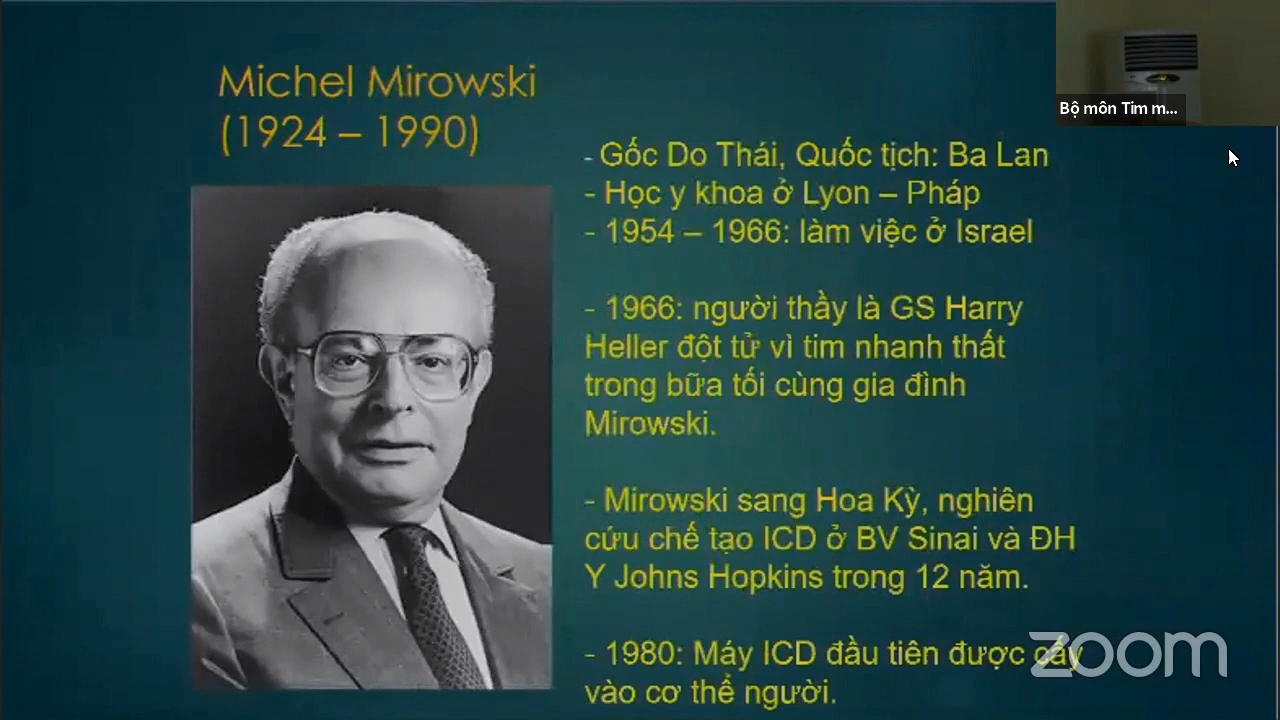 Michel Mirowski
(1924 – 1990)
Bộ môn Tim m...
- Gốc Do Thái, Quốc tịch: Ba Lan
- Học y khoa ở Lyon – Pháp
- 1954 – 1966: làm việc ở Israel
- 1966: người thầy là GS Harry
Heller đột tử vì tim nhanh thất
trong bữa tối cùng gia đình
Mirowski.
- Mirowski sang Hoa Kỳ, nghiên
cứu chế tạo ICD ở BV Sinai và ĐH
Y Johns Hopkins trong 12 năm.
- 1980: Máy ICD đầu tiên được cấy
vào cơ thể người.
zoom